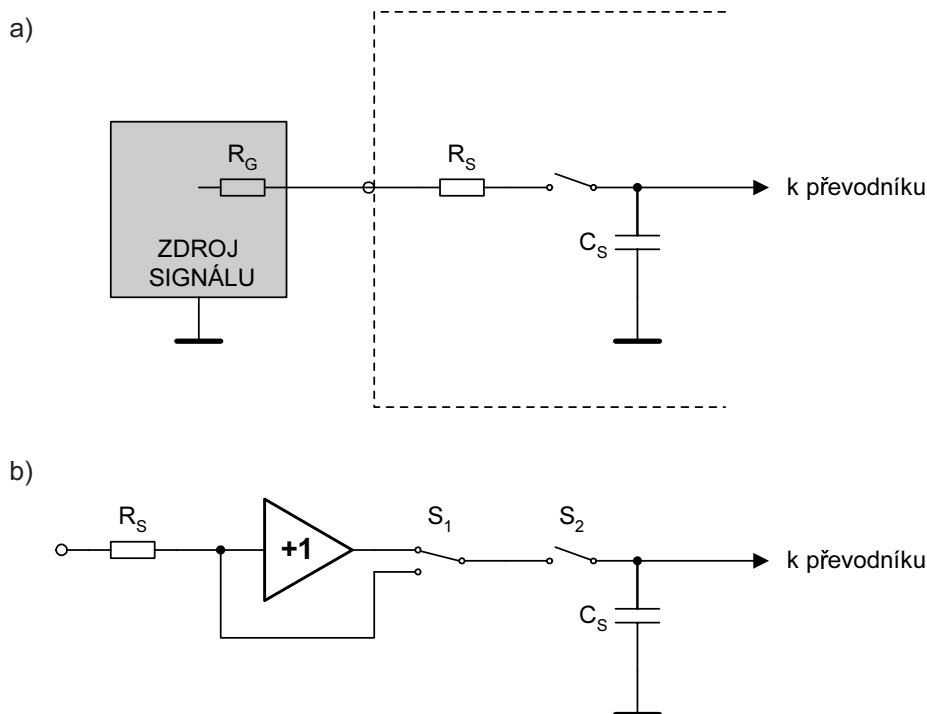 a)
R_G
R_S
k převodníku
ZDROJ
SIGNÁLU
C_S
b)
R_S
+1
S_1
S_2
k převodníku
C_S